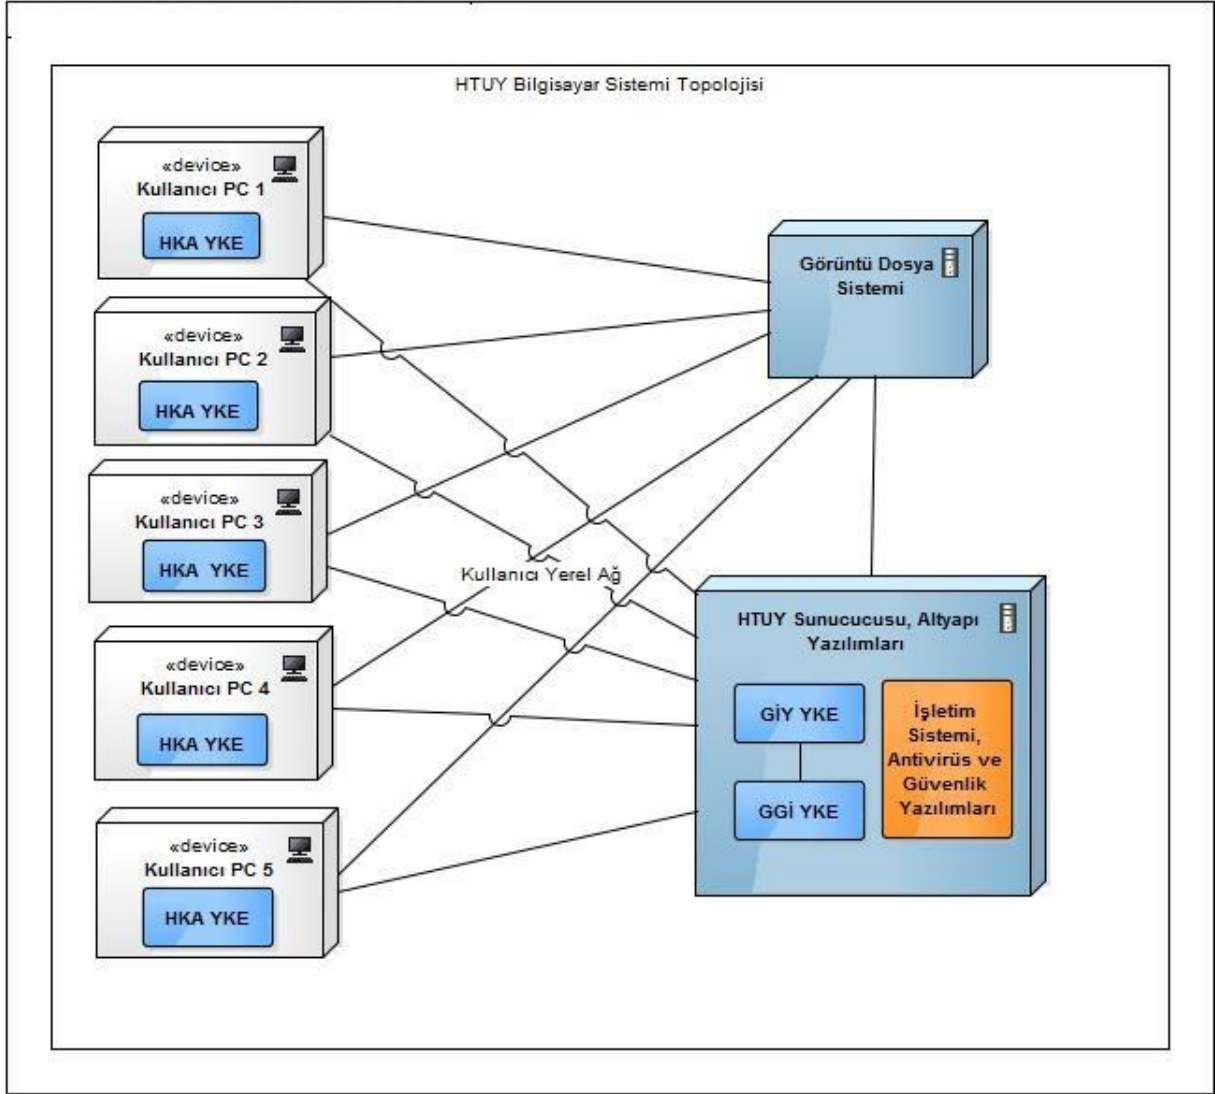 HTUY Bilgisayar Sistemi Topolojisi
«device»
Kullanıcı PC 1
HKA YKE
«device»
Kullanıcı PC 2
HKA YKE
«device»
Kullanıcı PC 3
HKA YKE
«device»
Kullanıcı PC 4
HKA YKE
«device»
Kullanıcı PC 5
HKA YKE
Kullanıcı Yerel Ağ
Görüntü Dosya
Sistemi
HTUY Sunucucusu, Altyapı
Yazılımları
GİY YKE
GGİ YKE
İşletim
Sistemi,
Antivirüs ve
Güvenlik
Yazılımları